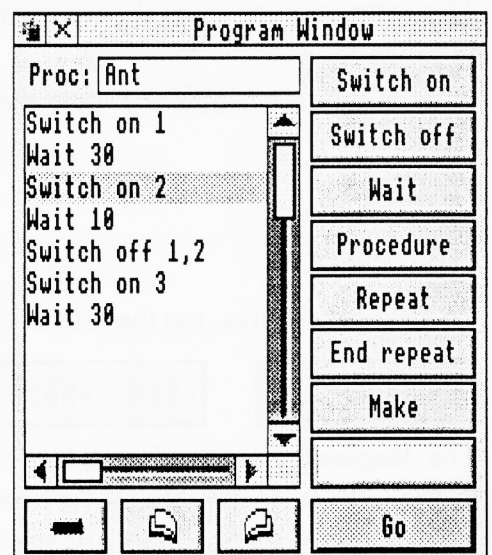 Program Window
Proc: Ant
Switch on 1
Wait 30
Switch on 2
Wait 10
Switch off 1,2
Switch on 3
Wait 30
Switch on
Switch off
Wait
Procedure
Repeat
End repeat
Make
Go